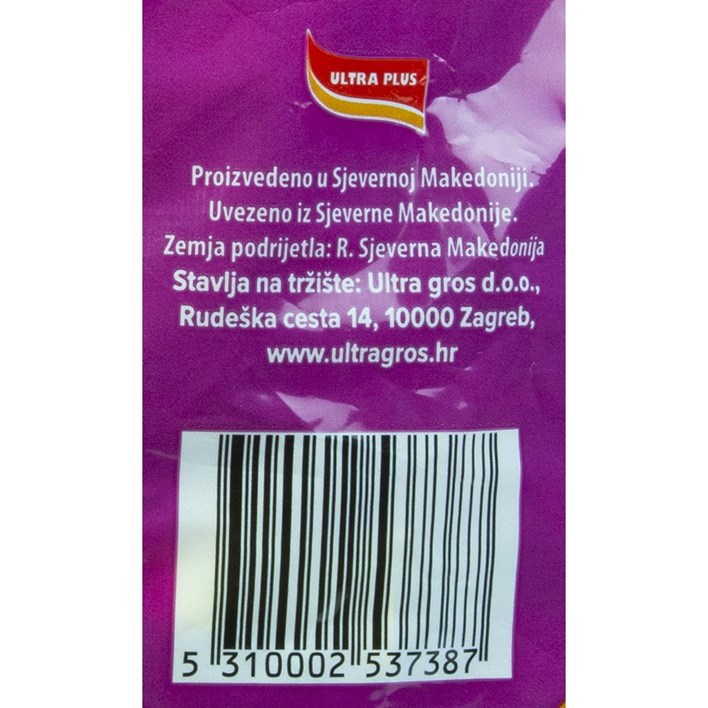 ULTRA PLUS
Proizvedeno u Sjevernoj Makedoniji.
Uvezeno iz Sjeverne Makedonije.
Zemja podrijetla: R. Sjeverna Makedonija
Stavlja na tržište: Ultra gros d.o.o.,
Rudeška cesta 14, 10000 Zagreb,
www.ultragros.hr
5 310002 537387